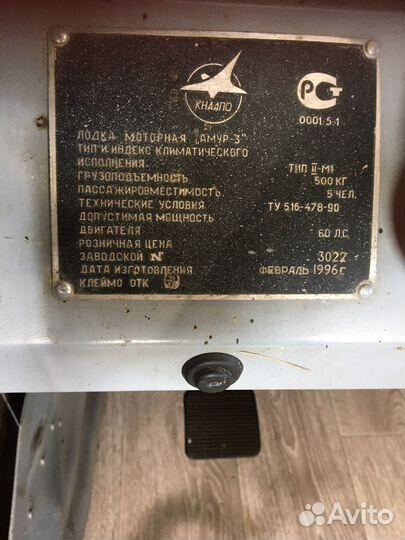 КНААПО
РСТ
0001.5.1
ЛОДКА МОТОРНАЯ „АМУР-3"
ТИП И ИНДЕКС КЛИМАТИЧЕСКОГО
ИСПОЛНЕНИЯ ТИП II-М1
ГРУЗОПОДЪЕМНОСТЬ 500 КГ
ПАССАЖИРОВМЕСТИМОСТЬ 5 ЧЕЛ.
ТЕХНИЧЕСКИЕ УСЛОВИЯ ТУ 516-478-90
ДОПУСТИМАЯ МОЩНОСТЬ
ДВИГАТЕЛЯ 60 Л.С.
РОЗНИЧНАЯ ЦЕНА
ЗАВОДСКОЙ N 3022
ДАТА ИЗГОТОВЛЕНИЯ ФЕВРАЛЬ 1996 Г.
КЛЕЙМО ОТК
Avito